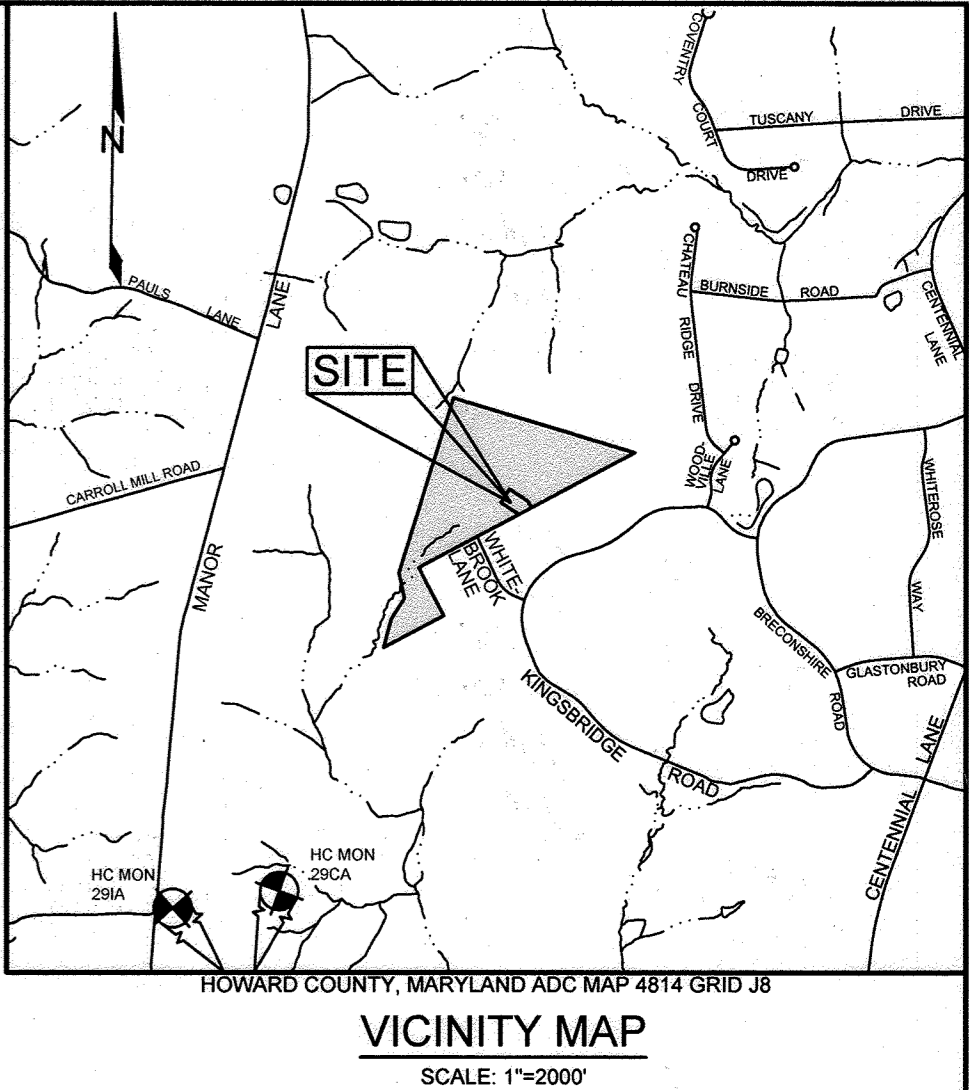 COVENTRY
COURT
DRIVE
TUSCANY DRIVE
N
CHATEAU
RIDGE
DRIVE
BURNSIDE ROAD
CENTENNIAL
LANE
PAULS
LANE
MANOR
LANE
SITE
WOOD-
VILLE
LANE
CARROLL MILL ROAD
WHITEROSE
WAY
WHITE-
BROOK
LANE
BRECONSHIRE
ROAD
GLASTONBURY
ROAD
KINGSBRIDGE
ROAD
CENTENNIAL
LANE
HC MON
29IA
HC MON
29CA
HOWARD COUNTY, MARYLAND ADC MAP 4814 GRID J8
VICINITY MAP
SCALE: 1"=2000'